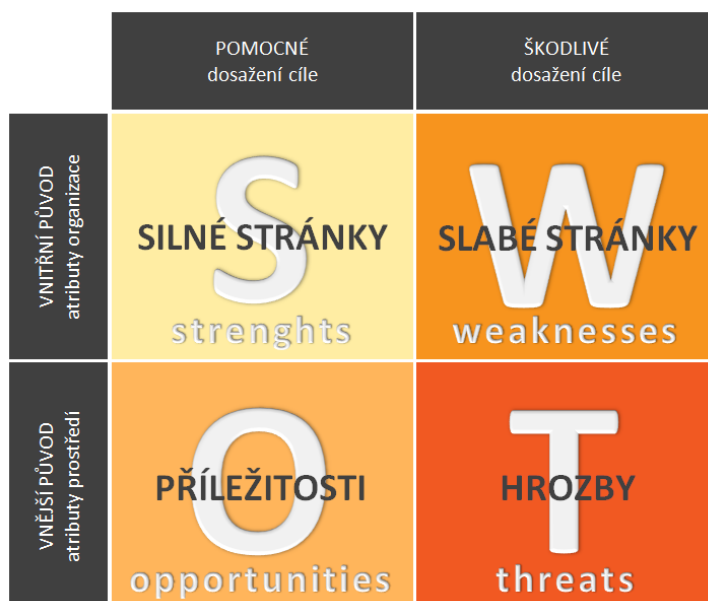 POMOCNÉ
dosažení cíle
ŠKODLIVÉ
dosažení cíle
VNITŘNÍ PŮVOD
atributy organizace
S
SILNÉ STRÁNKY
strenghts
W
SLABÉ STRÁNKY
weaknesses
VNĚJŠÍ PŮVOD
atributy prostředí
O
PŘÍLEŽITOSTI
opportunities
T
HROZBY
threats